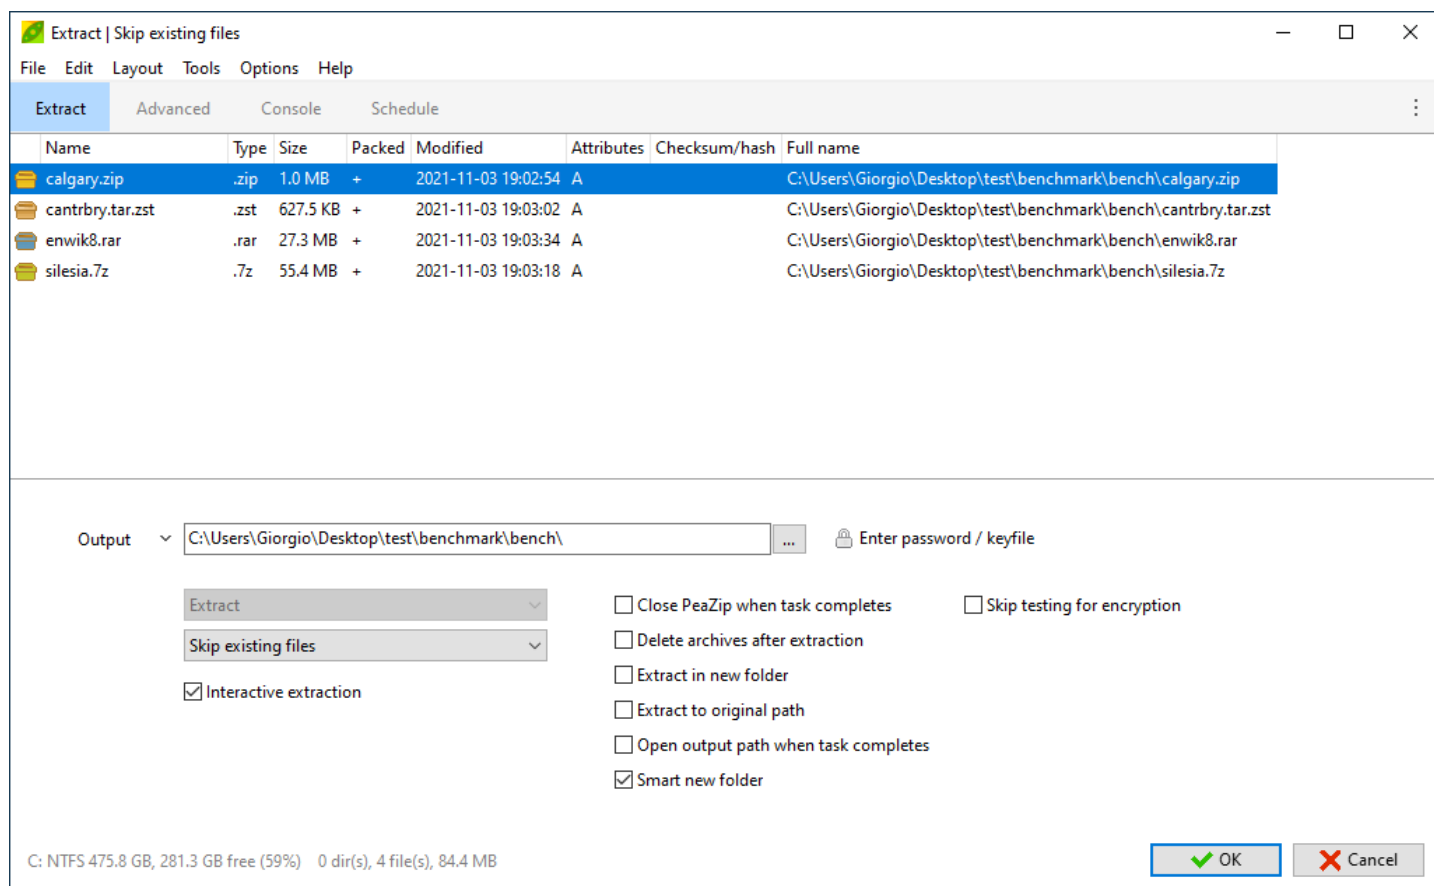 Extract | Skip existing files
File Edit Layout Tools Options Help
Extract Advanced Console Schedule
Name Type Size Packed Modified Attributes Checksum/hash Full name
calgary.zip .zip 1.0 MB + 2021-11-03 19:02:54 A C:\Users\Giorgio\Desktop\test\benchmark\bench\calgary.zip
cantrbry.tar.zst .zst 627.5 KB + 2021-11-03 19:03:02 A C:\Users\Giorgio\Desktop\test\benchmark\bench\cantrbry.tar.zst
enwik8.rar .rar 27.3 MB + 2021-11-03 19:03:34 A C:\Users\Giorgio\Desktop\test\benchmark\bench\enwik8.rar
silesia.7z .7z 55.4 MB + 2021-11-03 19:03:18 A C:\Users\Giorgio\Desktop\test\benchmark\bench\silesia.7z
Output C:\Users\Giorgio\Desktop\test\benchmark\bench\ ... Enter password / keyfile
Extract Close PeaZip when task completes Skip testing for encryption
Skip existing files Delete archives after extraction
Extract in new folder
Interactive extraction
Extract to original path
Open output path when task completes
Smart new folder
C: NTFS 475.8 GB, 281.3 GB free (59%) 0 dir(s), 4 file(s), 84.4 MB OK Cancel